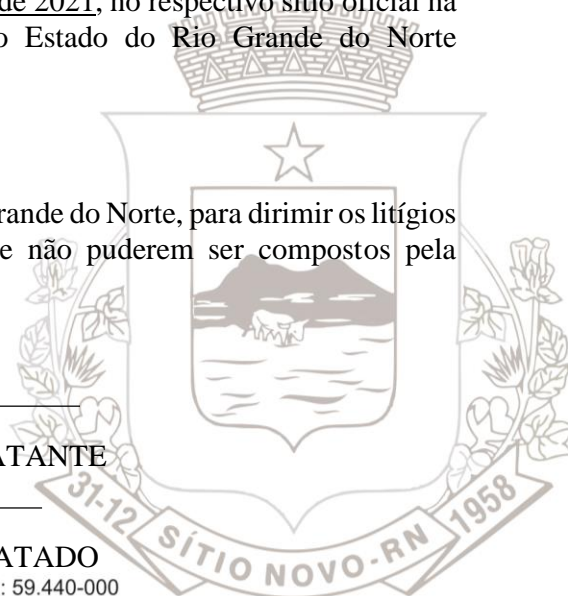 de 2021, no respectivo sítio oficial na
o Estado do Rio Grande do Norte
rande do Norte, para dirimir os litígios
e não puderem ser compostos pela
ATANTE
ATADO
: 59.440-000
31-12 SÍTIO NOVO-RN 1958